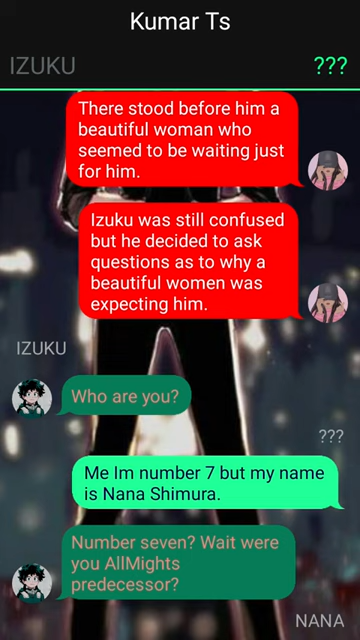 Kumar Ts
IZUKU
???
There stood before him a
beautiful woman who
seemed to be waiting just
for him.
Izuku was still confused
but he decided to ask
questions as to why a
beautiful women was
expecting him.
IZUKU
Who are you?
???
Me Im number 7 but my name
is Nana Shimura.
Number seven? Wait were
you AllMights
predecessor?
NANA